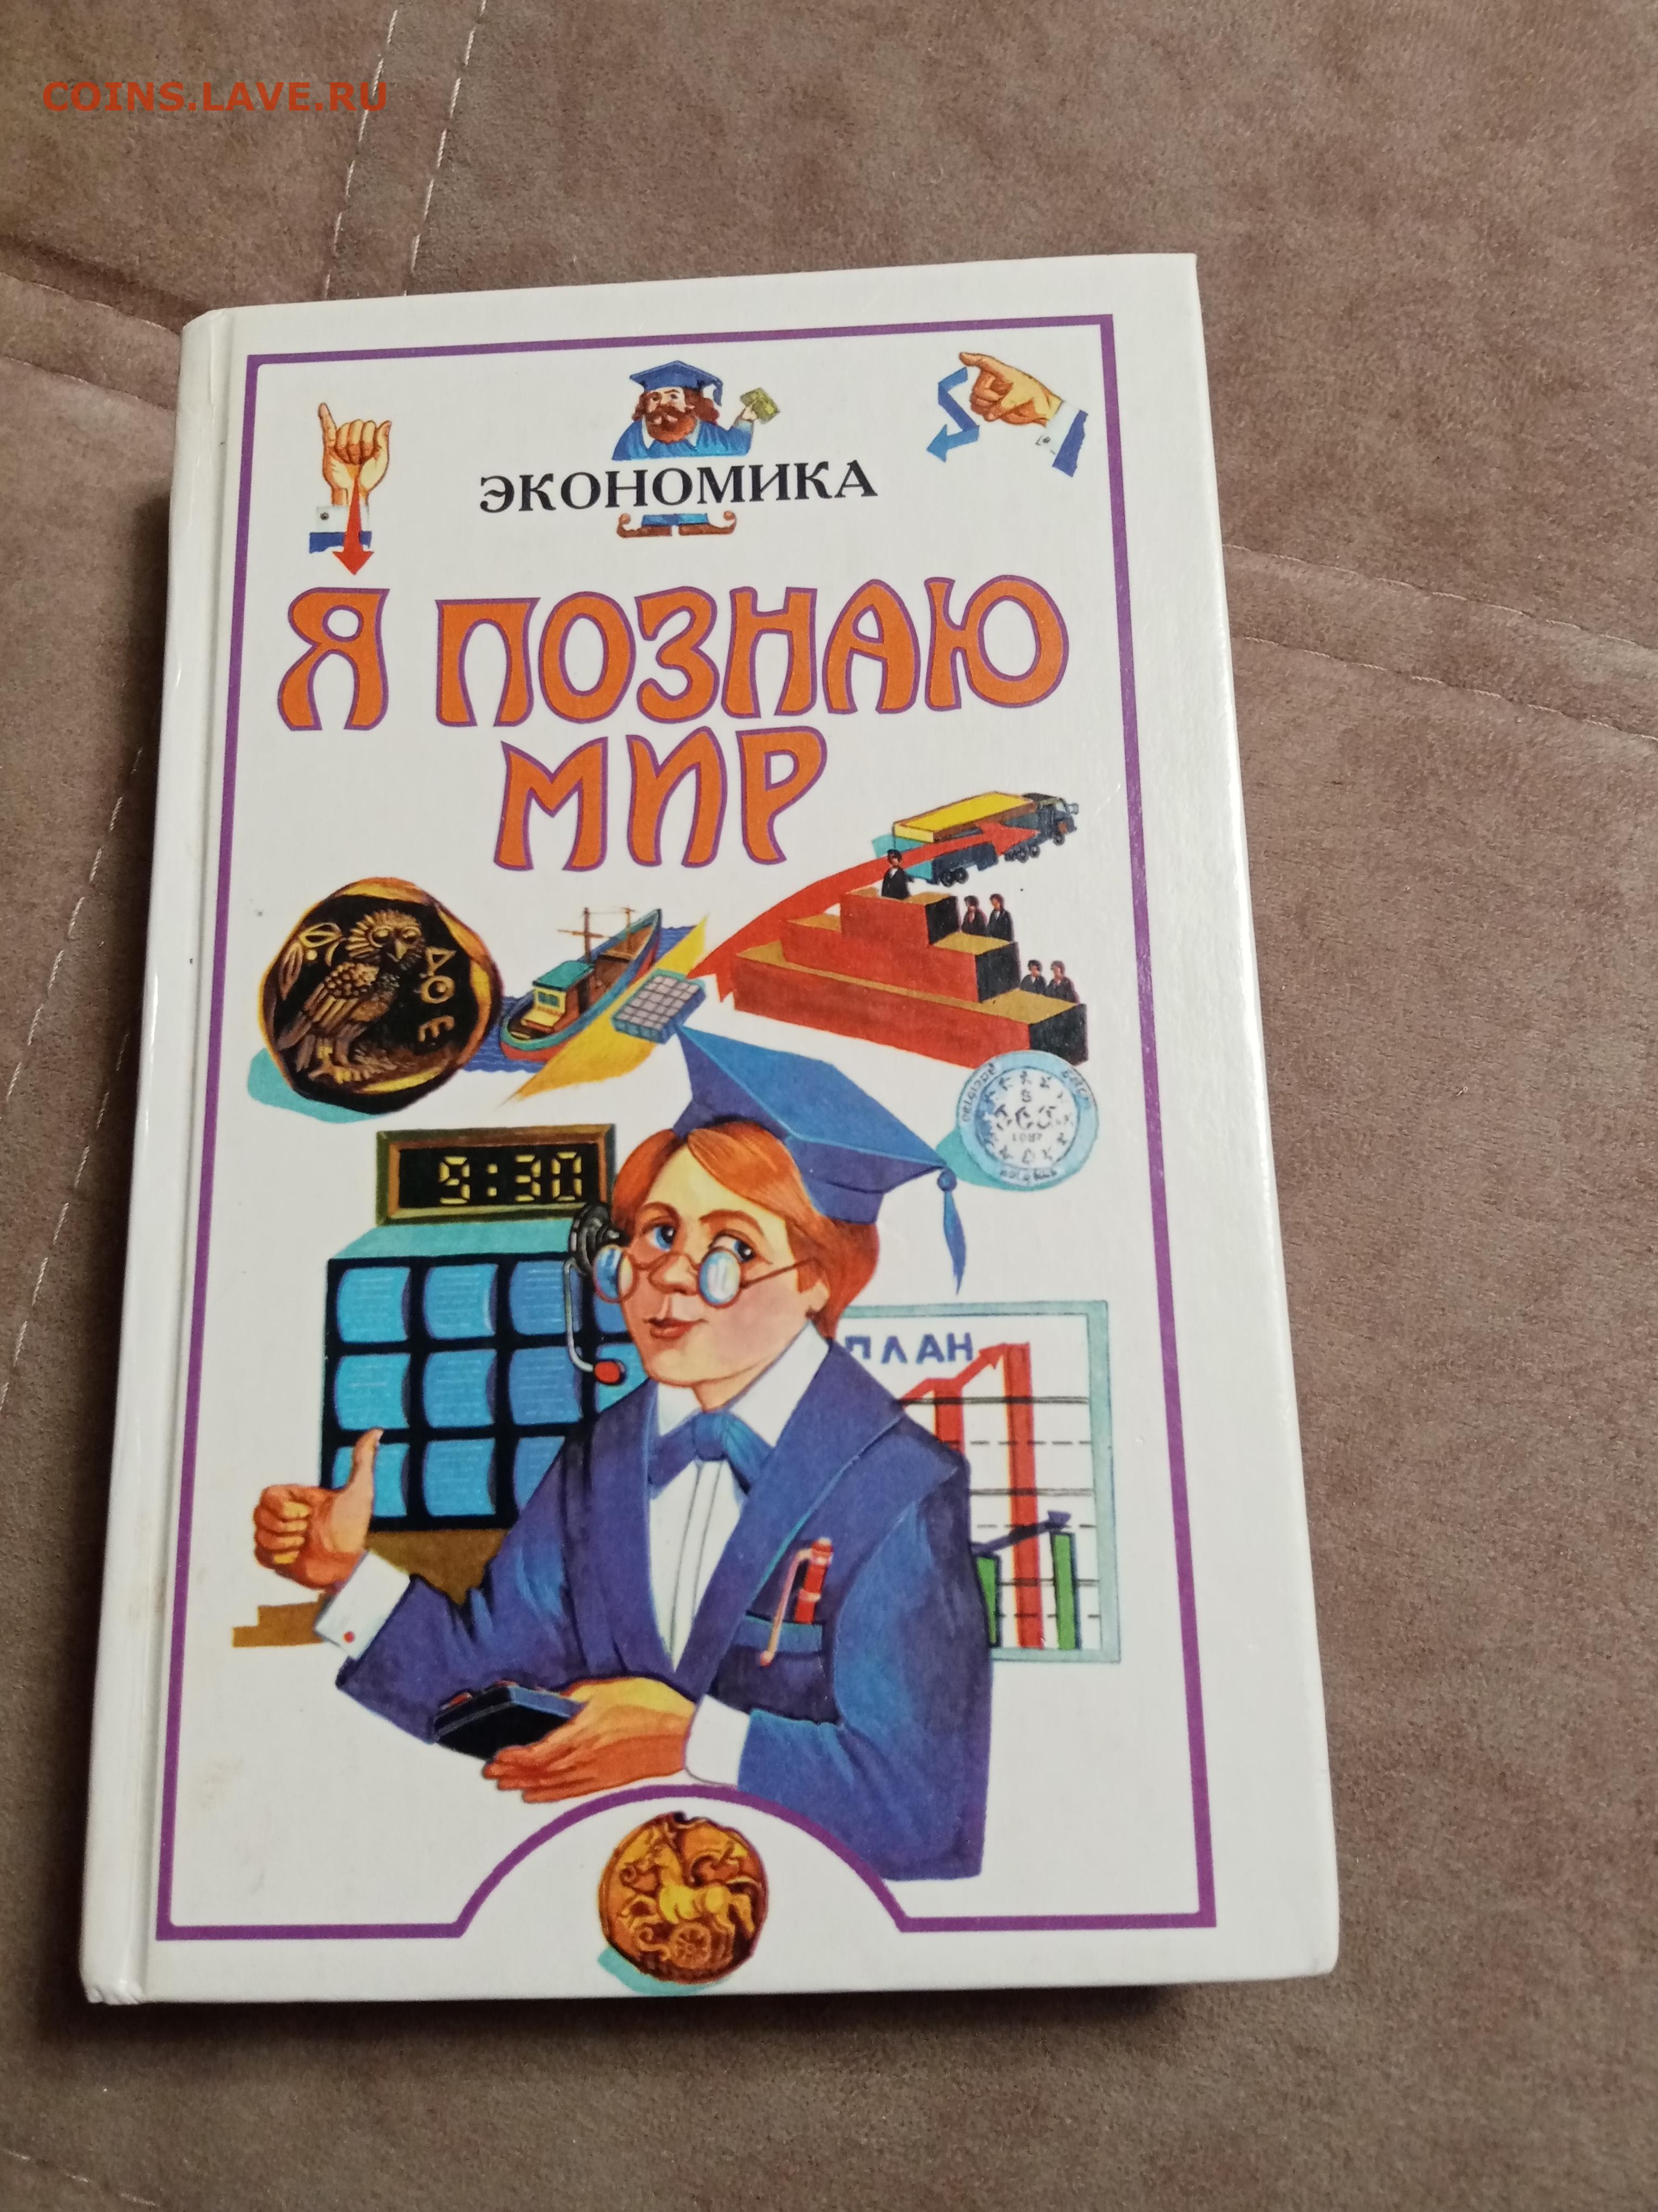 COINS.LAVE.RU
ЭКОНОМИКА
Я ПОЗНАЮ
МИР
9:30
ПЛАН